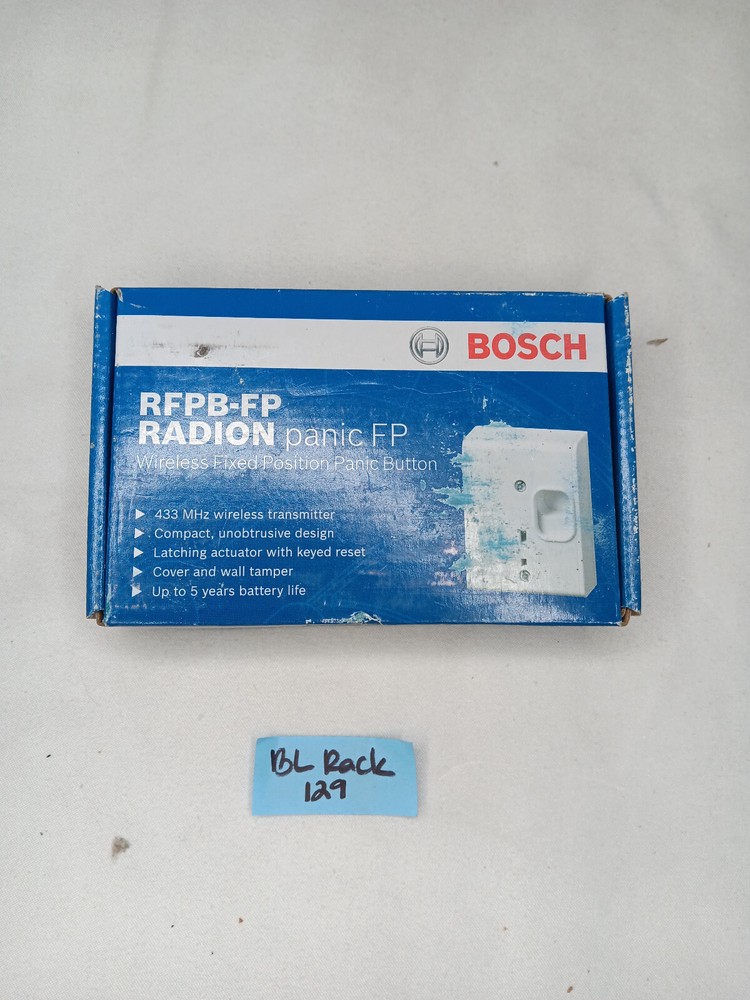 BOSCH
RFPB-FP
RADION panic FP
Wireless Fixed Position Panic Button
433 MHz wireless transmitter
Compact, unobtrusive design
Latching actuator with keyed reset
Cover and wall tamper
Up to 5 years battery life
BL Rack
129